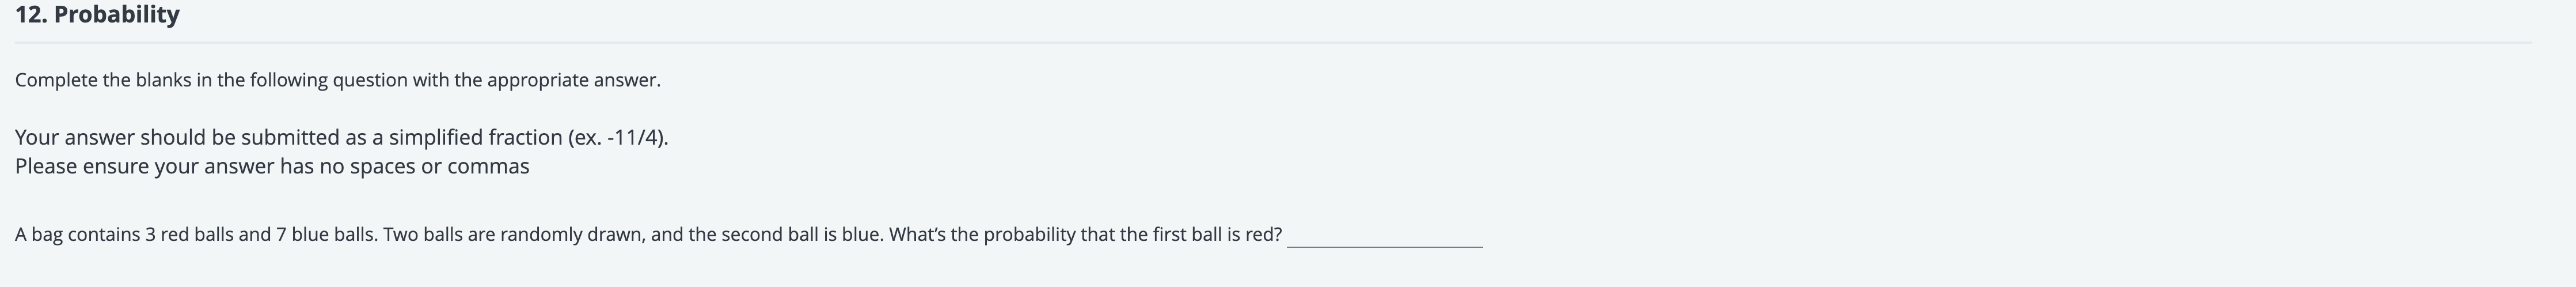 12. Probability
Complete the blanks in the following question with the appropriate answer.
Your answer should be submitted as a simplified fraction (ex. -11/4).
Please ensure your answer has no spaces or commas
A bag contains 3 red balls and 7 blue balls. Two balls are randomly drawn, and the second ball is blue. What’s the probability that the first ball is red?